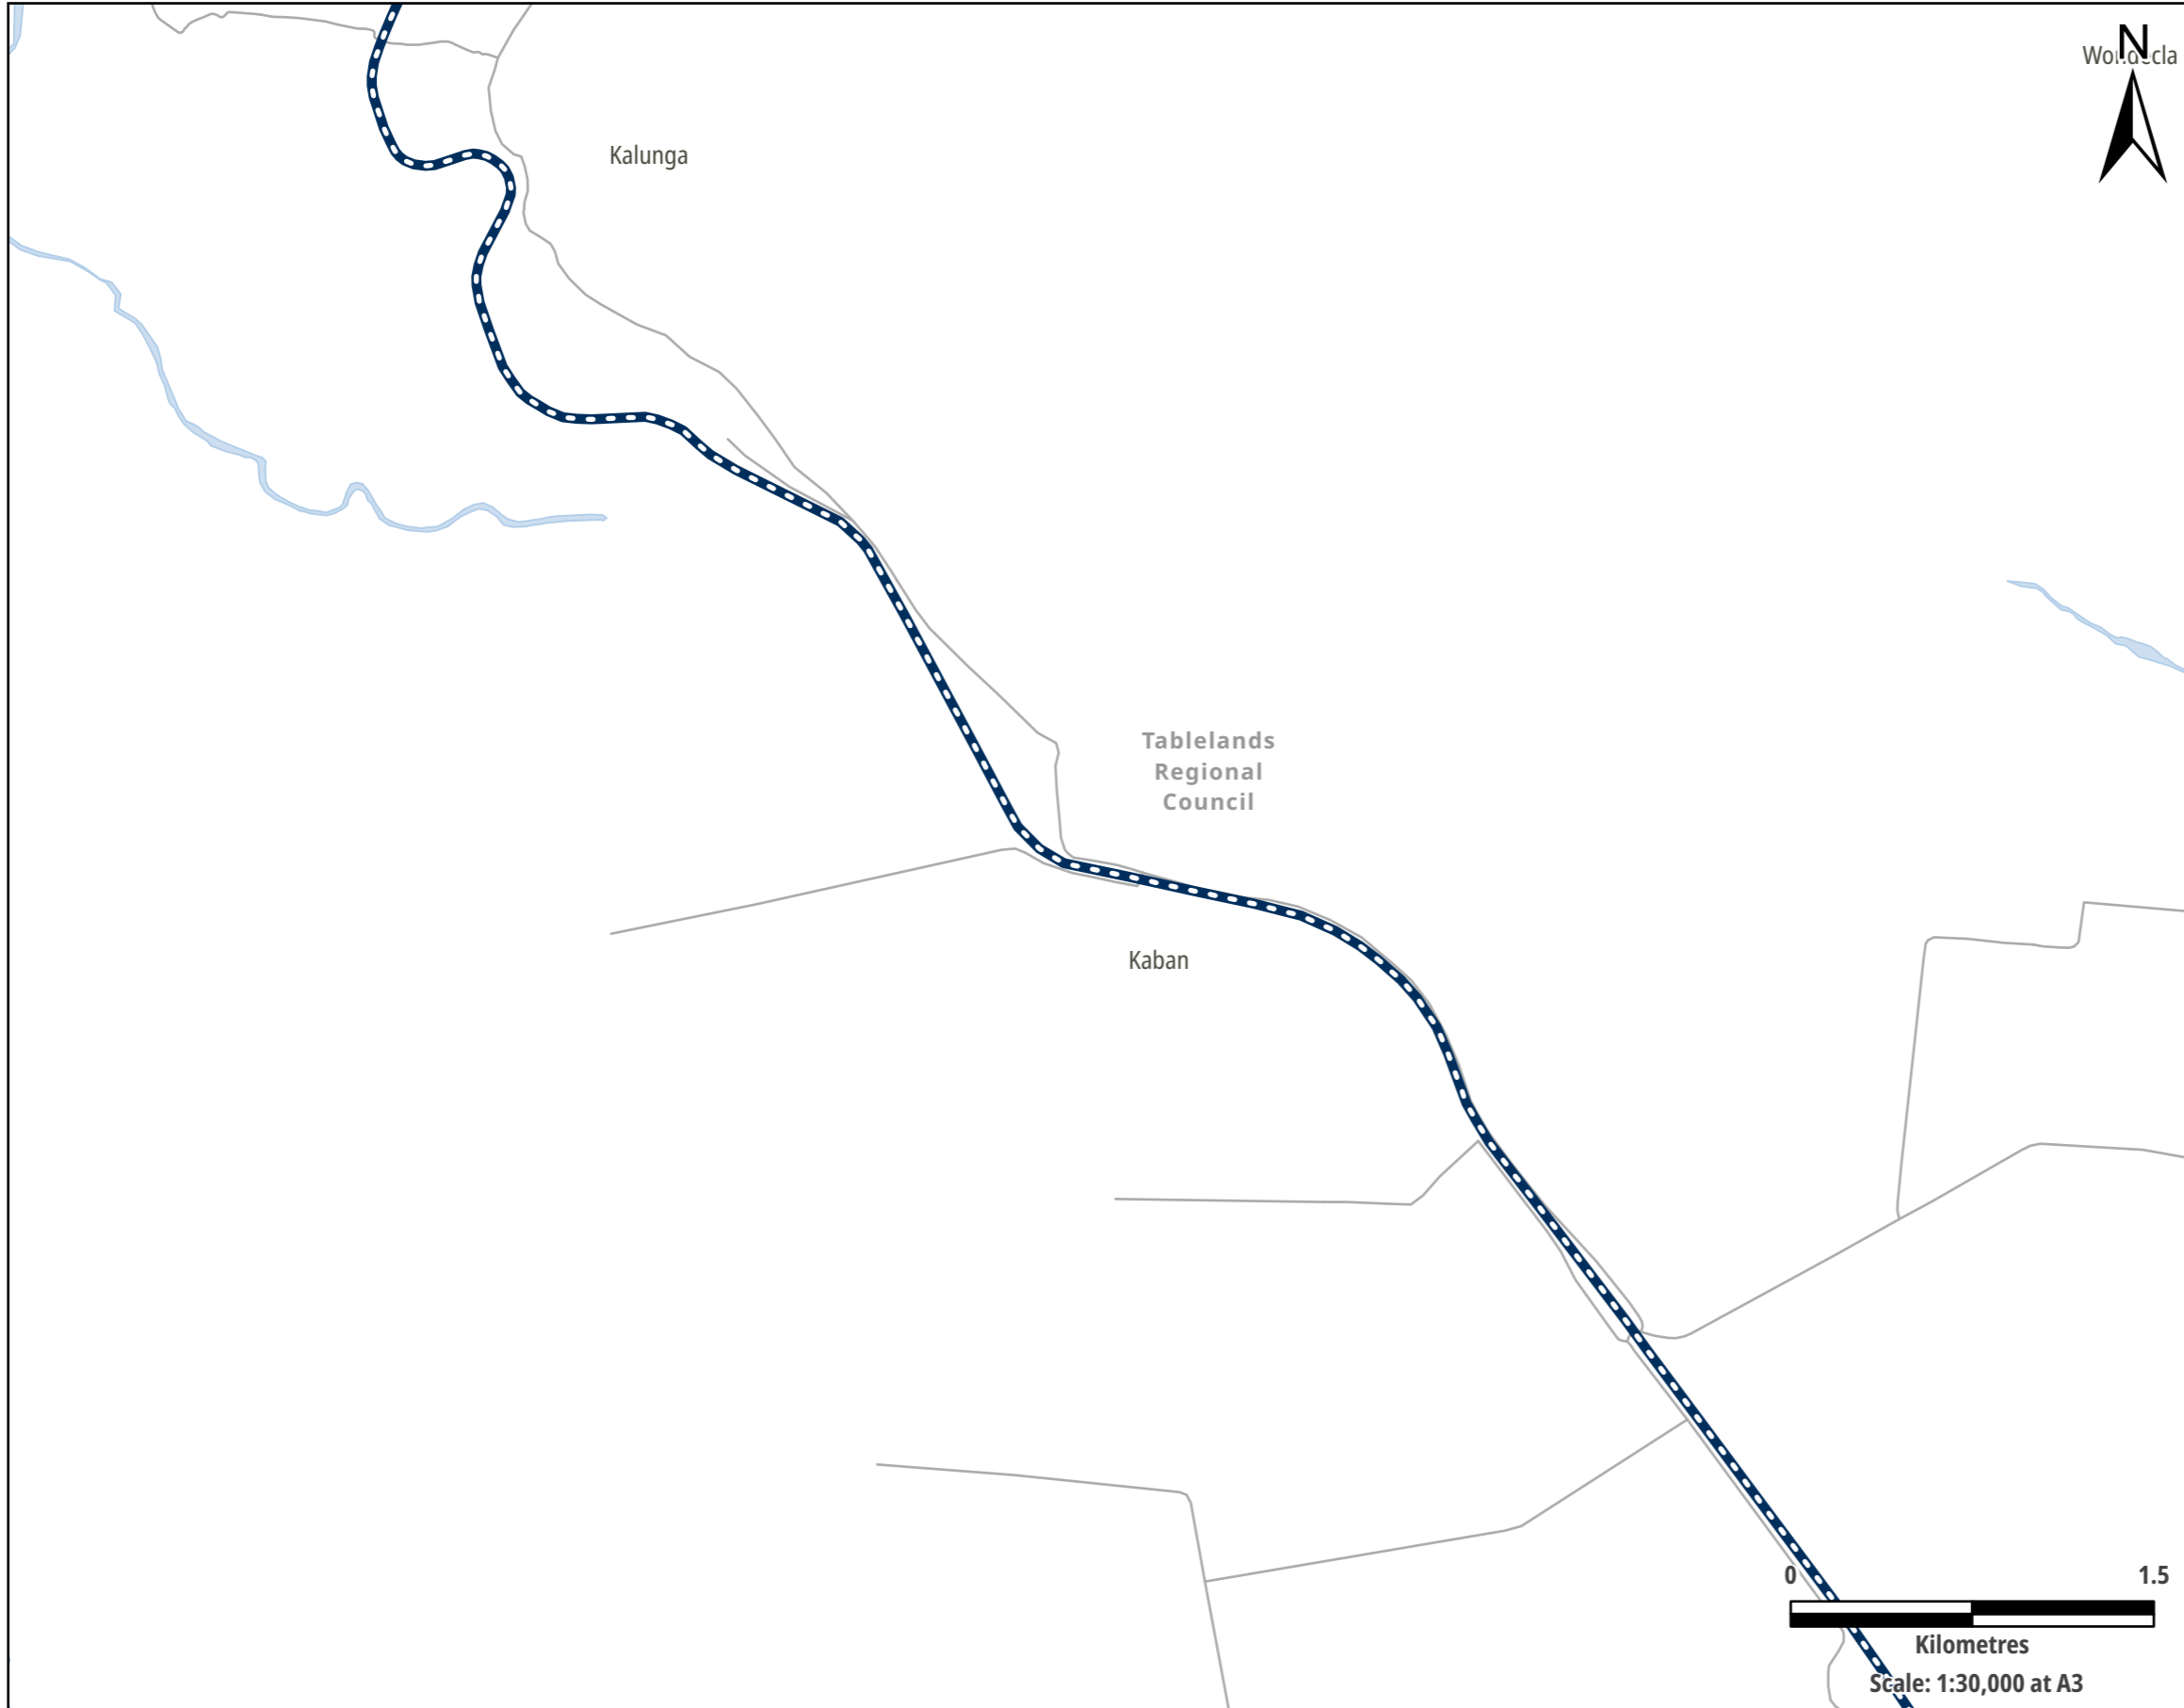 N
Kalunga
Tablelands
Regional
Council
Kaban
0 1.5
Kilometres
Scale: 1:30,000 at A3